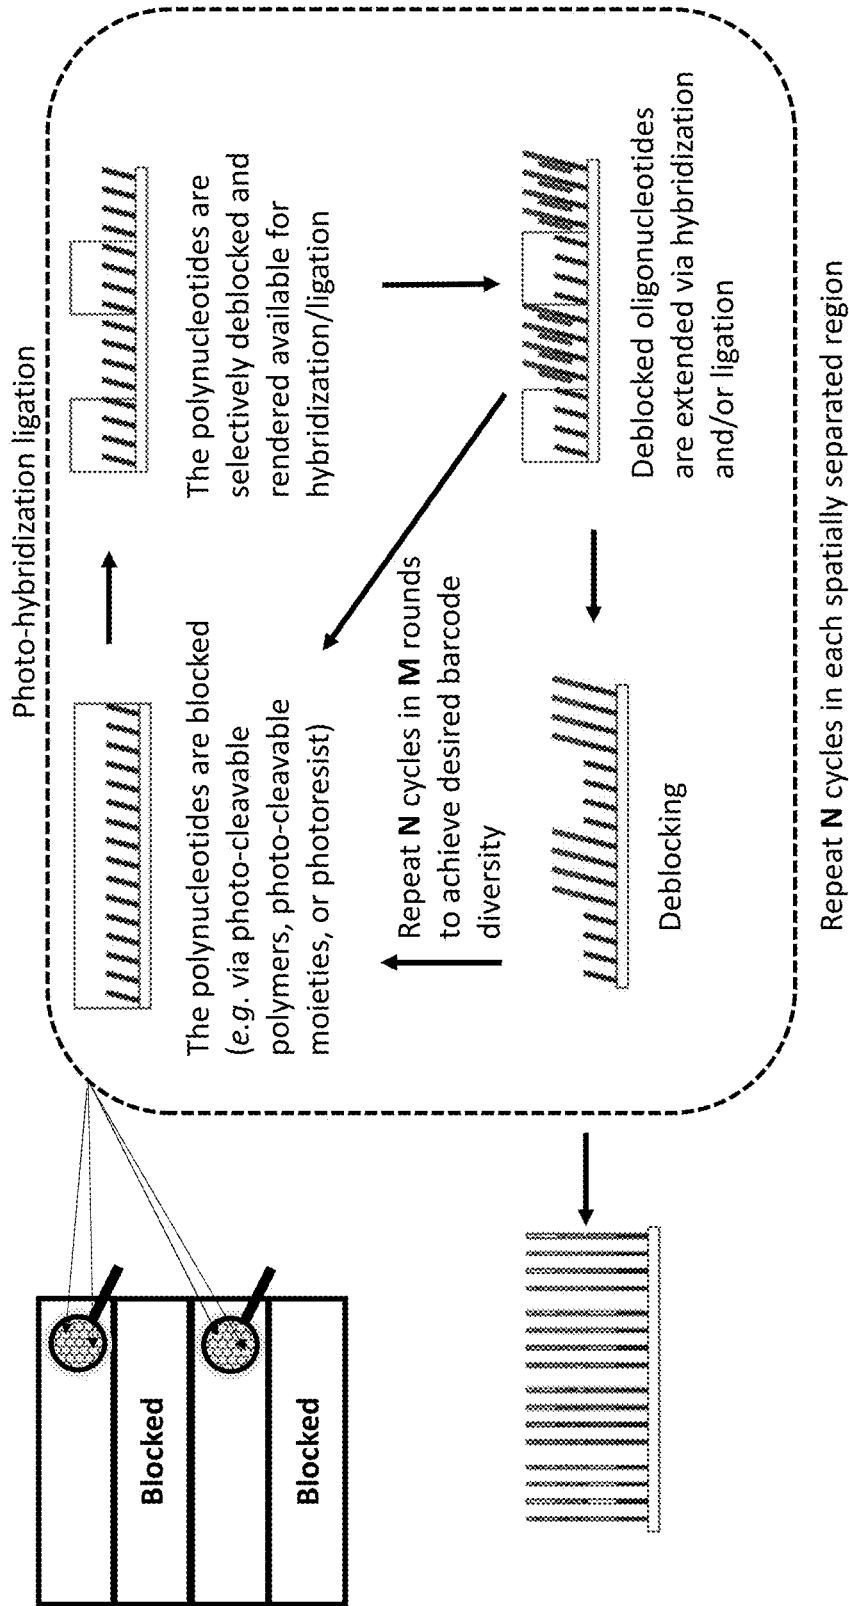 Photo-hybridization ligation
Blocked
Blocked
The polynucleotides are blocked
(e.g. via photo-cleavable
polymers, photo-cleavable
moieties, or photoresist)
The polynucleotides are
selectively deblocked and
rendered available for
hybridization/ligation
Repeat N cycles in M rounds
to achieve desired barcode
diversity
Deblocking
Deblocked oligonucleotides
are extended via hybridization
and/or ligation
Repeat N cycles in each spatially separated region